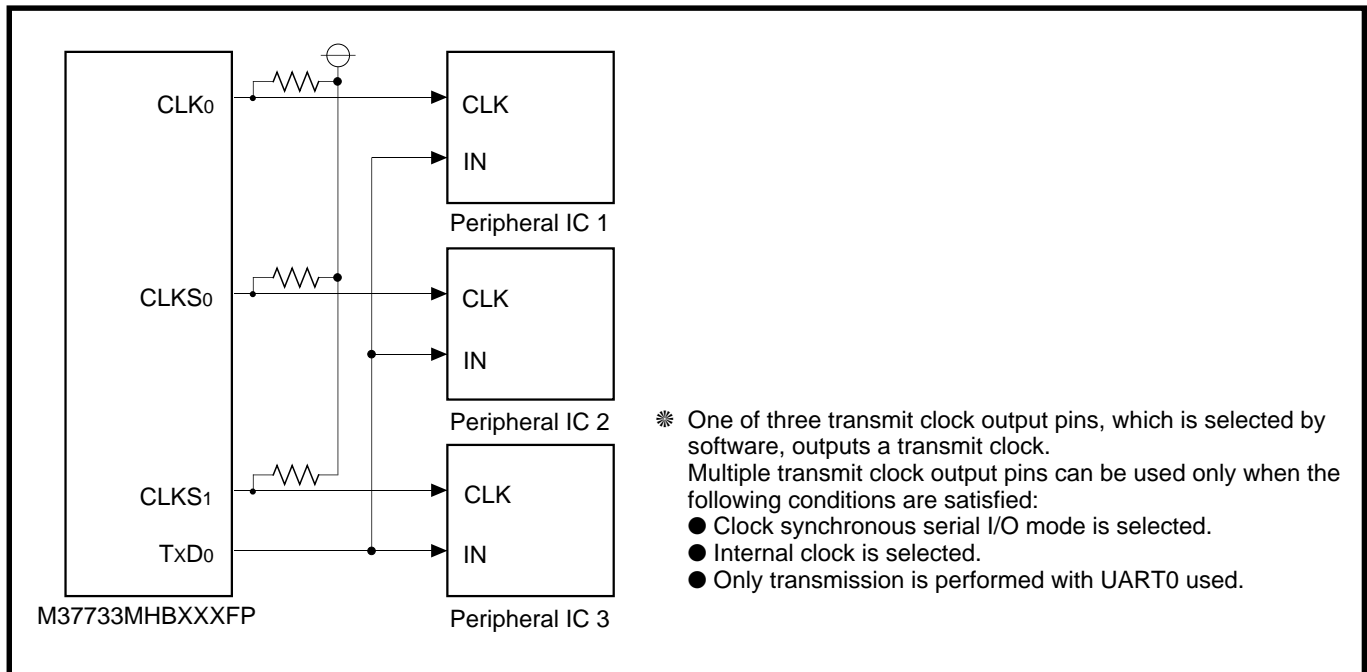 CLK0
CLK
IN
Peripheral IC 1
CLKS0
CLK
IN
Peripheral IC 2
CLKS1
CLK
TxD0
IN
M37733MHBXXXFP
Peripheral IC 3
❊ One of three transmit clock output pins, which is selected by
software, outputs a transmit clock.
Multiple transmit clock output pins can be used only when the
following conditions are satisfied:
● Clock synchronous serial I/O mode is selected.
● Internal clock is selected.
● Only transmission is performed with UART0 used.